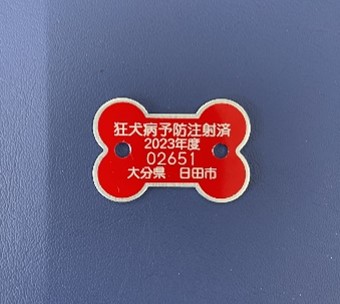 狂犬病予防注射済
2023年度
02651
大分県　日田市